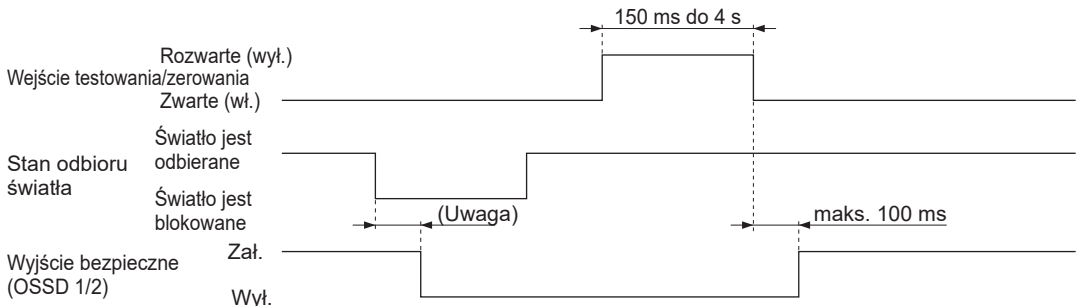 150 ms do 4 s
Rozwarte (wył.)
Wejście testowania/zerowania
Zwarte (wł.)
Światło jest
odbierane
Stan odbioru
światła
Światło jest
blokowane
(Uwaga)
maks. 100 ms
Zał.
Wyjście bezpieczne
(OSSD 1/2)
Wył.